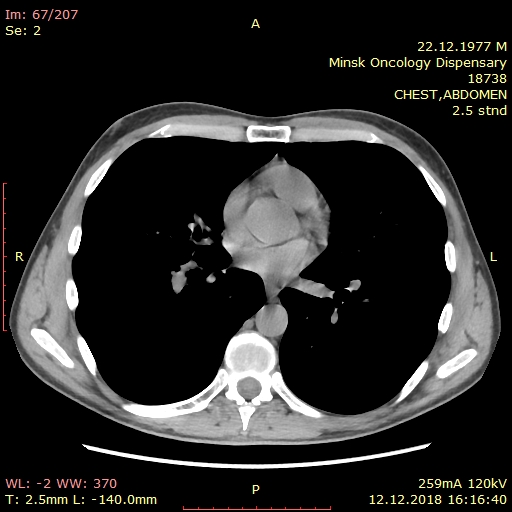 Im: 67/207
Se: 2
A
22.12.1977 M
Minsk Oncology Dispensary
18738
CHEST,ABDOMEN
2.5 stnd
R
L
WL: -2 WW: 370
T: 2.5mm L: -140.0mm
P
259mA 120kV
12.12.2018 16:16:40